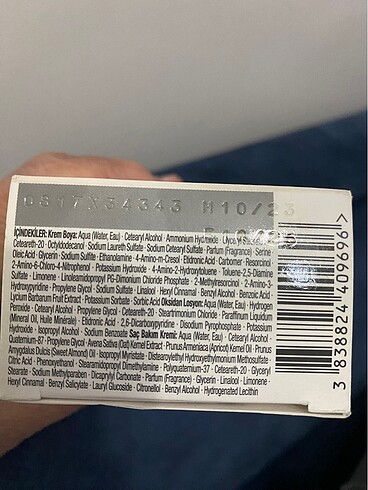 0817X34343 M10/23
İÇİNDEKİLER: Krem Boya: Aqua (Water, Eau) - Cetearyl Alcohol - Ammonium Hydroxide - Glyceryl Stearate
Ceteareth-20 - Octyldodecanol - Sodium Laureth Sulfate - Sodium Cetearyl Sulfate - Parfum (Fragrance) - Serine
Oleic Acid - Glycerin - Sodium Sulfate - Ethanolamine - 4-Amino-m-Cresol - Etidronic Acid - Carbomer - Resorcinol
2-Amino-6-Chloro-4-Nitrophenol - Potassium Hydroxide - 4-Amino-2-Hydroxytoluene - Toluene-2,5-Diamine
Sulfate - Limonene - Linoleamidopropyl PG-Dimonium Chloride Phosphate - 2-Methylresorcinol - 2-Amino-3-
Hydroxypyridine - Propylene Glycol - Sodium Sulfite - Linalool - Hexyl Cinnamal - Benzyl Alcohol - Benzoic Acid
Lycium Barbarum Fruit Extract - Potassium Sorbate - Sorbic Acid Oksidan Losyon: Aqua (Water, Eau) - Hydrogen
Peroxide - Cetearyl Alcohol - Propylene Glycol - Ceteareth-20 - Steartrimonium Chloride - Paraffinum Liquidum
(Mineral Oil, Huile Minérale) - Etidronic Acid - 2,6-Dicarboxypyridine - Disodium Pyrophosphate - Potassium
Hydroxide - Isopropyl Alcohol - Sodium Benzoate Saç Bakım Kremi: Aqua (Water, Eau) - Cetearyl Alcohol -
Quaternium-87 - Propylene Glycol - Avena Sativa (Oat) Kernel Extract - Prunus Armeniaca (Apricot) Kernel Oil - Prunus
Amygdalus Dulcis (Sweet Almond) Oil - Isopropyl Myristate - Distearoylethyl Hydroxyethylmonium Methosulfate -
Citric Acid - Phenoxyethanol - Stearamidopropyl Dimethylamine - Polyquaternium-37 - Ceteareth-20 - Glyceryl
Stearate - Sodium Methylparaben - Dicaprylyl Carbonate - Parfum (Fragrance) - Glycerin - Linalool - Limonene -
Hexyl Cinnamal - Benzyl Salicylate - Lauryl Glucoside - Citronellol - Benzyl Alcohol - Hydrogenated Lecithin
3 838824 409696 >